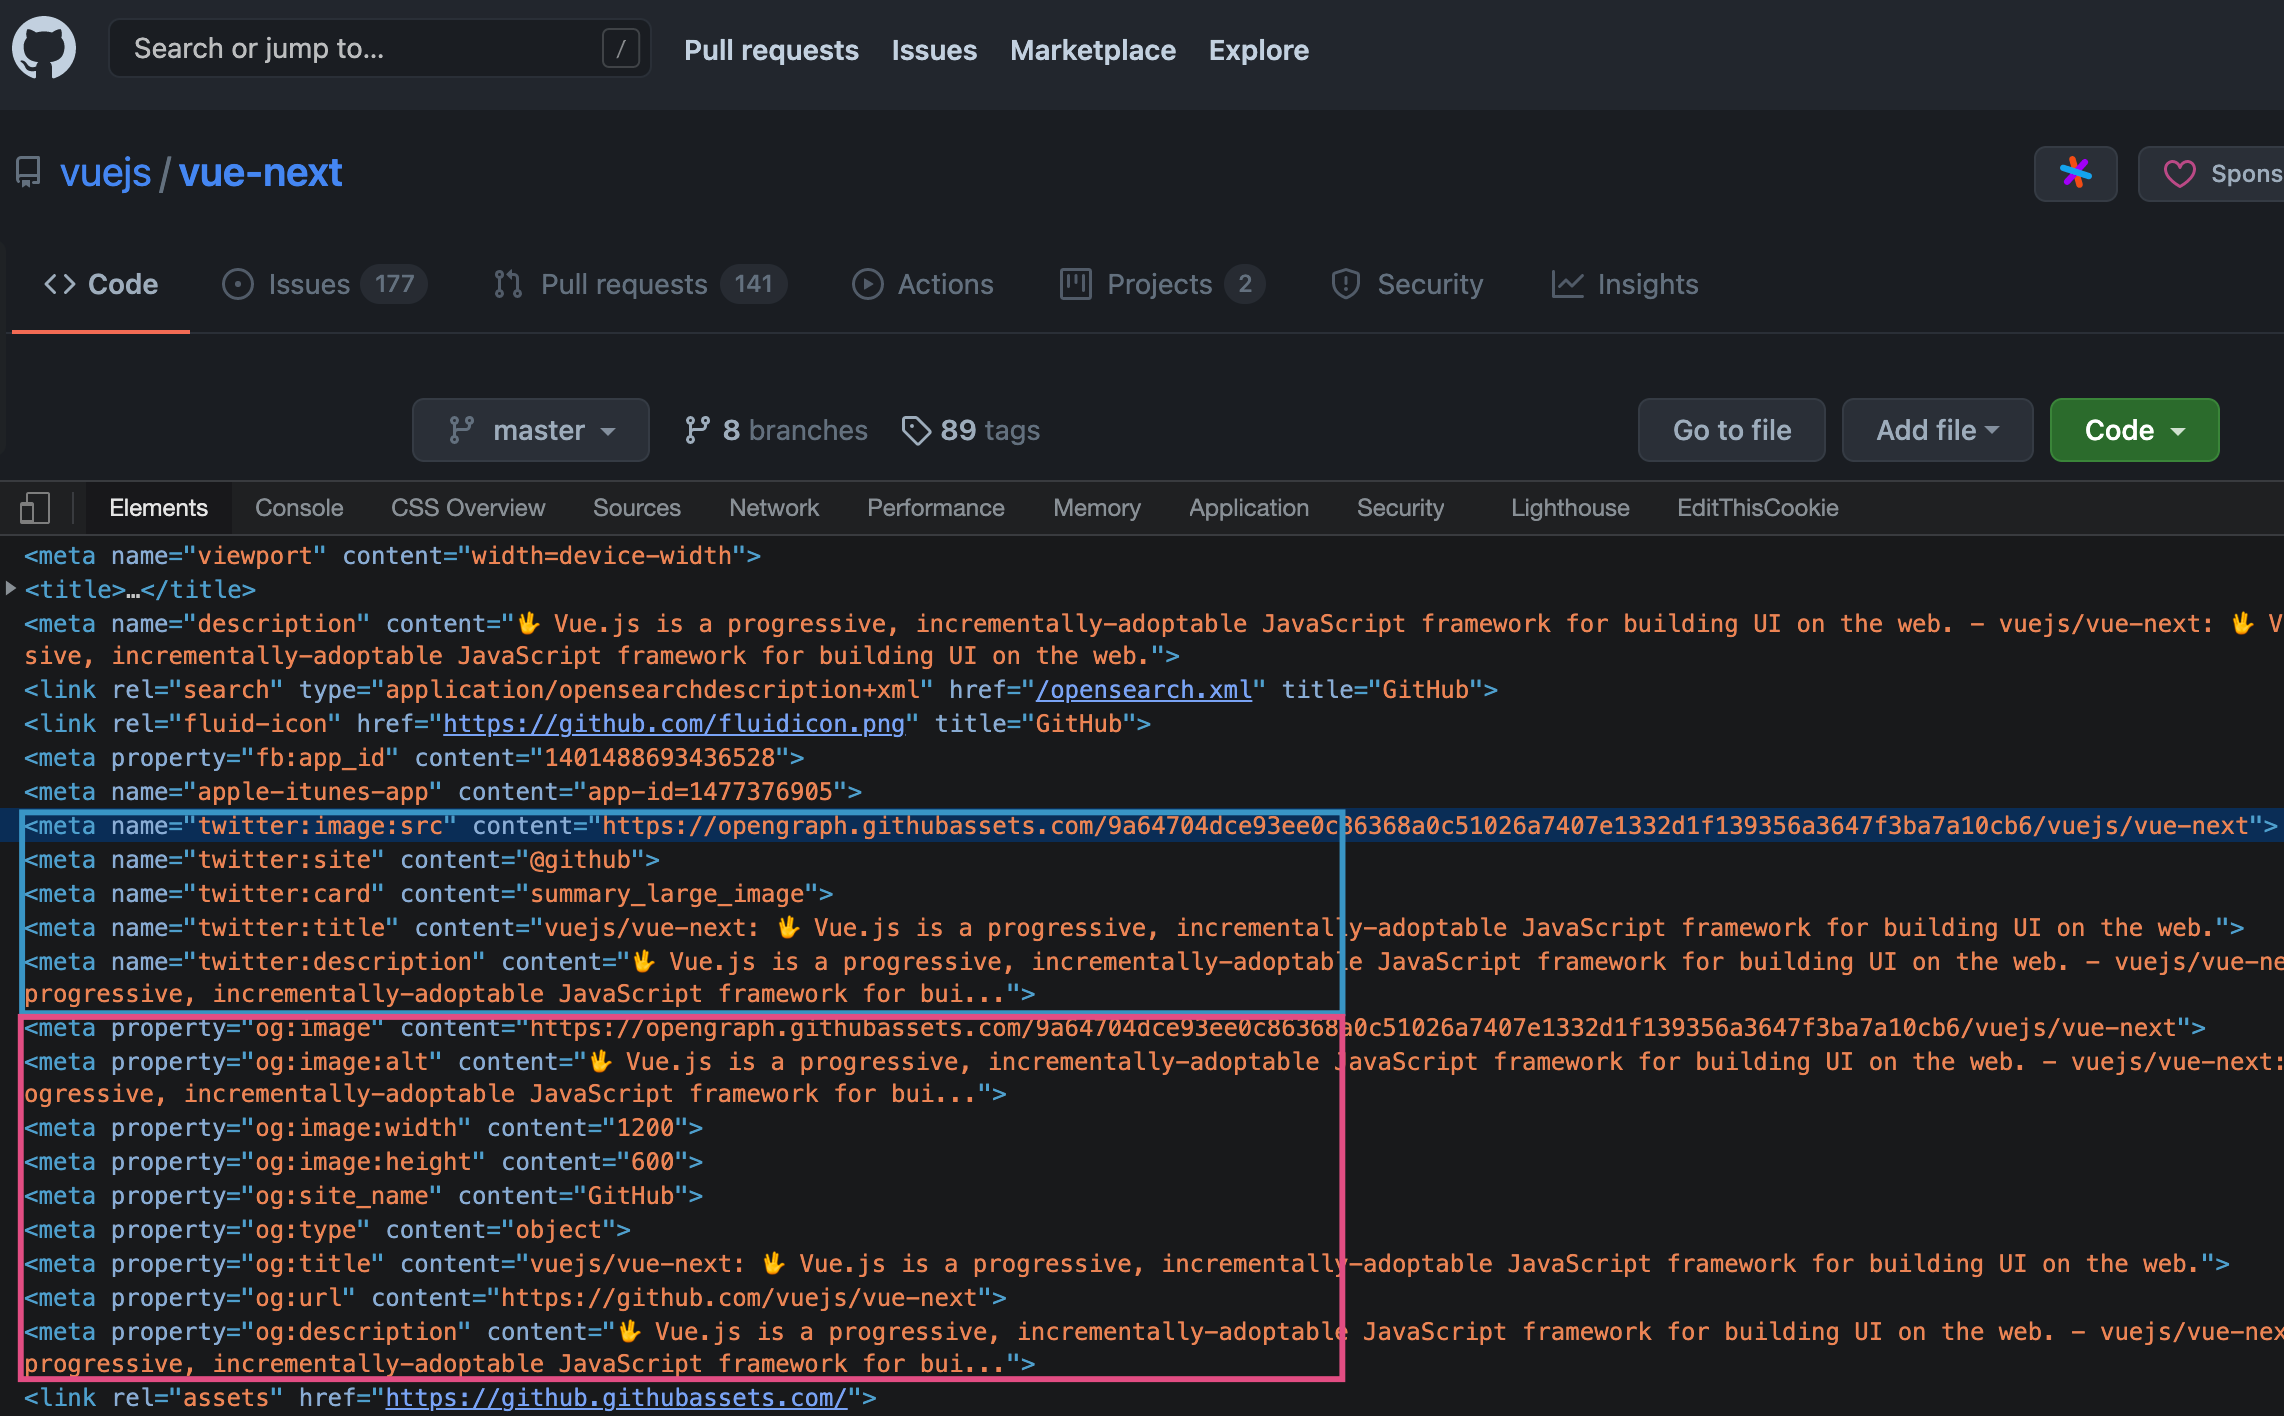 Search or jump to... /
Pull requests Issues Marketplace Explore
vuejs / vue-next
Spons
Code Issues 177 Pull requests 141 Actions Projects 2 Security Insights
master 8 branches 89 tags Go to file Add file Code
Elements Console CSS Overview Sources Network Performance Memory Application Security Lighthouse EditThisCookie
<meta name="viewport" content="width=device-width">
<title>…</title>
<meta name="description" content="🖖 Vue.js is a progressive, incrementally-adoptable JavaScript framework for building UI on the web. - vuejs/vue-next: 🖖 V
sive, incrementally-adoptable JavaScript framework for building UI on the web.">
<link rel="search" type="application/opensearchdescription+xml" href="/opensearch.xml" title="GitHub">
<link rel="fluid-icon" href="https://github.com/fluidicon.png" title="GitHub">
<meta property="fb:app_id" content="1401488693436528">
<meta name="apple-itunes-app" content="app-id=1477376905">
<meta name="twitter:image:src" content="https://opengraph.githubassets.com/9a64704dce93ee0c86368a0c51026a7407e1332d1f139356a3647f3ba7a10cb6/vuejs/vue-next">
<meta name="twitter:site" content="@github">
<meta name="twitter:card" content="summary_large_image">
<meta name="twitter:title" content="vuejs/vue-next: 🖖 Vue.js is a progressive, incrementally-adoptable JavaScript framework for building UI on the web.">
<meta name="twitter:description" content="🖖 Vue.js is a progressive, incrementally-adoptable JavaScript framework for building UI on the web. - vuejs/vue-ne
progressive, incrementally-adoptable JavaScript framework for bui...">
<meta property="og:image" content="https://opengraph.githubassets.com/9a64704dce93ee0c86368a0c51026a7407e1332d1f139356a3647f3ba7a10cb6/vuejs/vue-next">
<meta property="og:image:alt" content="🖖 Vue.js is a progressive, incrementally-adoptable JavaScript framework for building UI on the web. - vuejs/vue-next:
ogressive, incrementally-adoptable JavaScript framework for bui...">
<meta property="og:image:width" content="1200">
<meta property="og:image:height" content="600">
<meta property="og:site_name" content="GitHub">
<meta property="og:type" content="object">
<meta property="og:title" content="vuejs/vue-next: 🖖 Vue.js is a progressive, incrementally-adoptable JavaScript framework for building UI on the web.">
<meta property="og:url" content="https://github.com/vuejs/vue-next">
<meta property="og:description" content="🖖 Vue.js is a progressive, incrementally-adoptable JavaScript framework for building UI on the web. - vuejs/vue-nex
progressive, incrementally-adoptable JavaScript framework for bui...">
<link rel="assets" href="https://github.githubassets.com/">